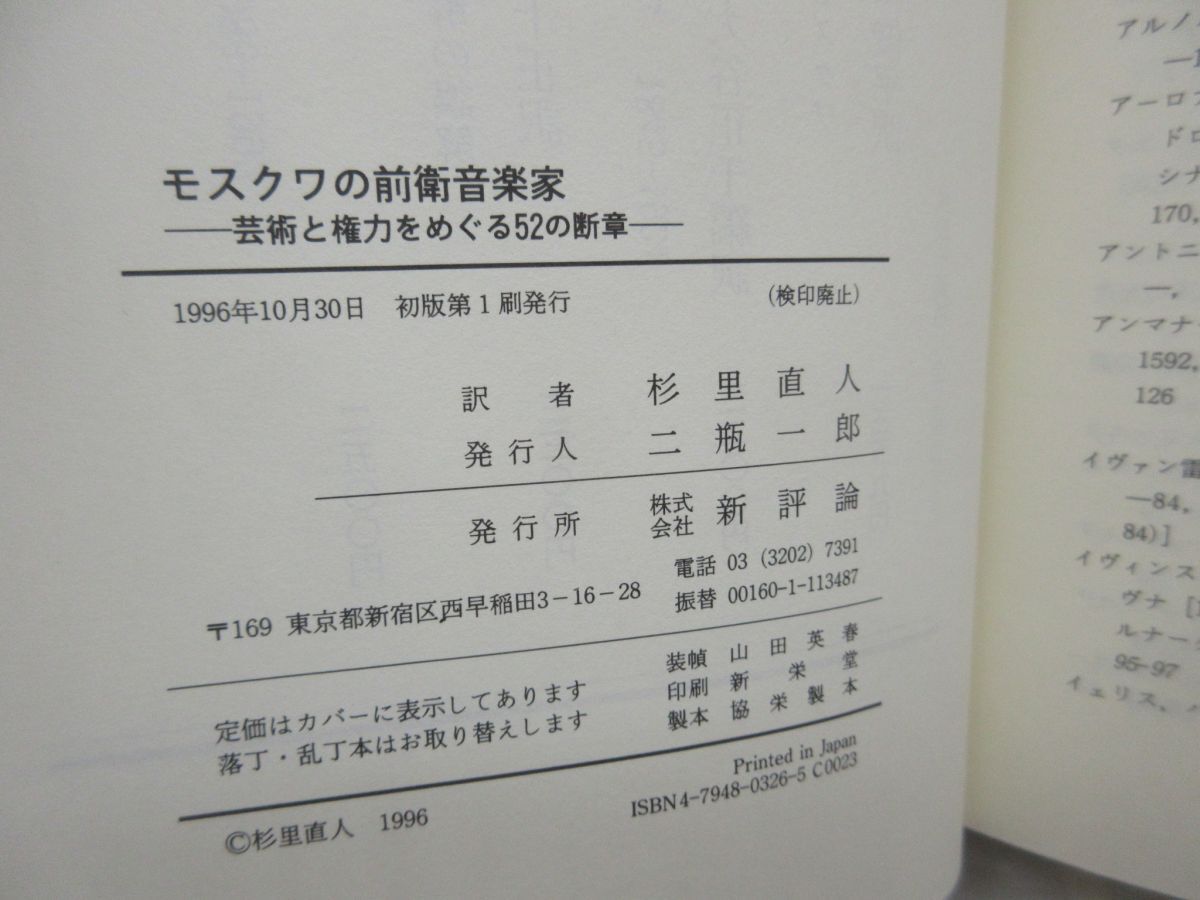 モスクワの前衛音楽家
――芸術と権力をめぐる52の断章――
1996年10月30日 初版第1刷発行 (検印廃止)
訳者 杉里直人
発行人 二瓶一郎
発行所 株式会社 新評論
〒169 東京都新宿区西早稲田3-16-28
電話 03 (3202) 7391
振替 00160-1-113487
定価はカバーに表示してあります
落丁・乱丁本はお取り替えします
装幀 山田英春
印刷 新栄堂
製本 協栄製本
©杉里直人 1996
Printed in Japan
ISBN4-7948-0326-5 C0023
アルノ
アーロ
ドロ
シナ
170,
アントニ
アンマナ
1592,
126
イヴァン雷
—84,
84)]
イヴィンス
ヴナ
ルナー
95-97
イェリス,